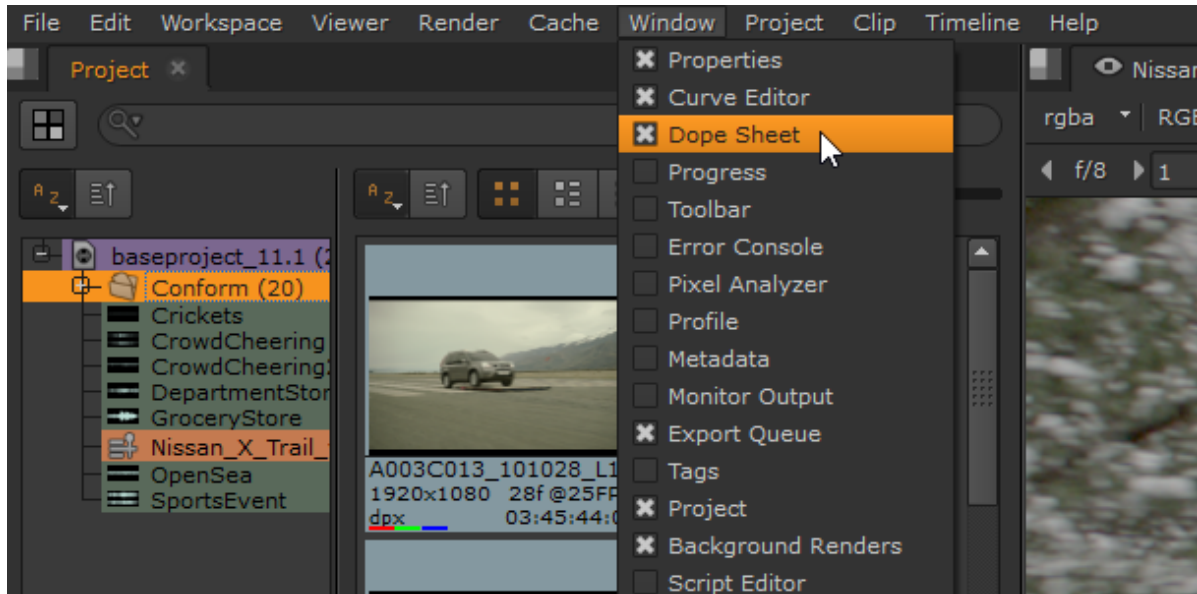 File Edit Workspace Viewer Render Cache Window Project Clip Timeline Help
Project
Properties
Curve Editor
Dope Sheet
Progress
Toolbar
Error Console
Pixel Analyzer
Profile
Metadata
Monitor Output
Export Queue
Tags
Project
Background Renders
Script Editor
baseproject_11.1
Conform (20)
Crickets
CrowdCheering
CrowdCheering
DepartmentStor
GroceryStore
Nissan_X_Trail_
OpenSea
SportsEvent
A003C013_101028_L1
1920x1080 28f@25FP
dpx 03:45:44:
Nissan
rgba RGB
f/8 1